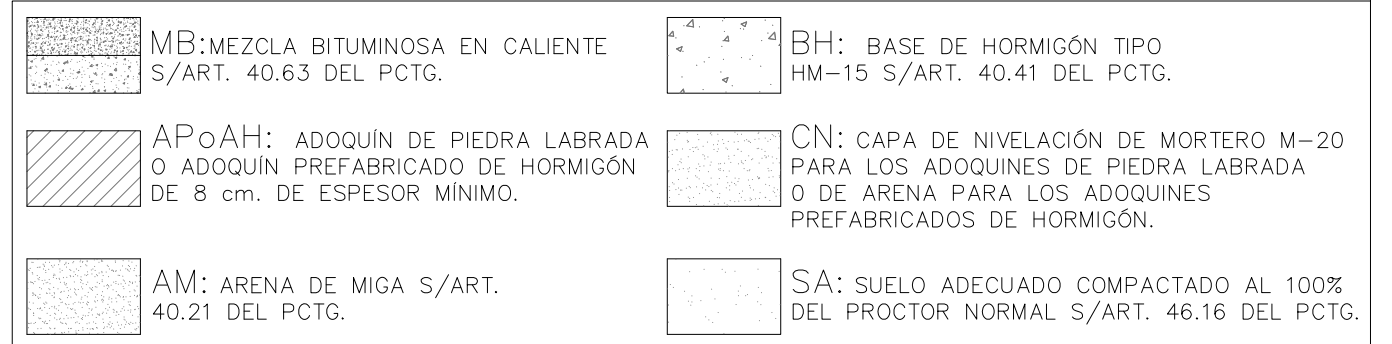 MB: MEZCLA BITUMINOSA EN CALIENTE
S/ART. 40.63 DEL PCTG.
BH: BASE DE HORMIGÓN TIPO
HM-15 S/ART. 40.41 DEL PCTG.
APoAH: ADOQUÍN DE PIEDRA LABRADA
O ADOQUÍN PREFABRICADO DE HORMIGÓN
DE 8 cm. DE ESPESOR MÍNIMO.
CN: CAPA DE NIVELACIÓN DE MORTERO M-20
PARA LOS ADOQUINES DE PIEDRA LABRADA
0 DE ARENA PARA LOS ADOQUINES
PREFABRICADOS DE HORMIGÓN.
AM: ARENA DE MIGA S/ART.
40.21 DEL PCTG.
SA: SUELO ADECUADO COMPACTADO AL 100%
DEL PROCTOR NORMAL S/ART. 46.16 DEL PCTG.